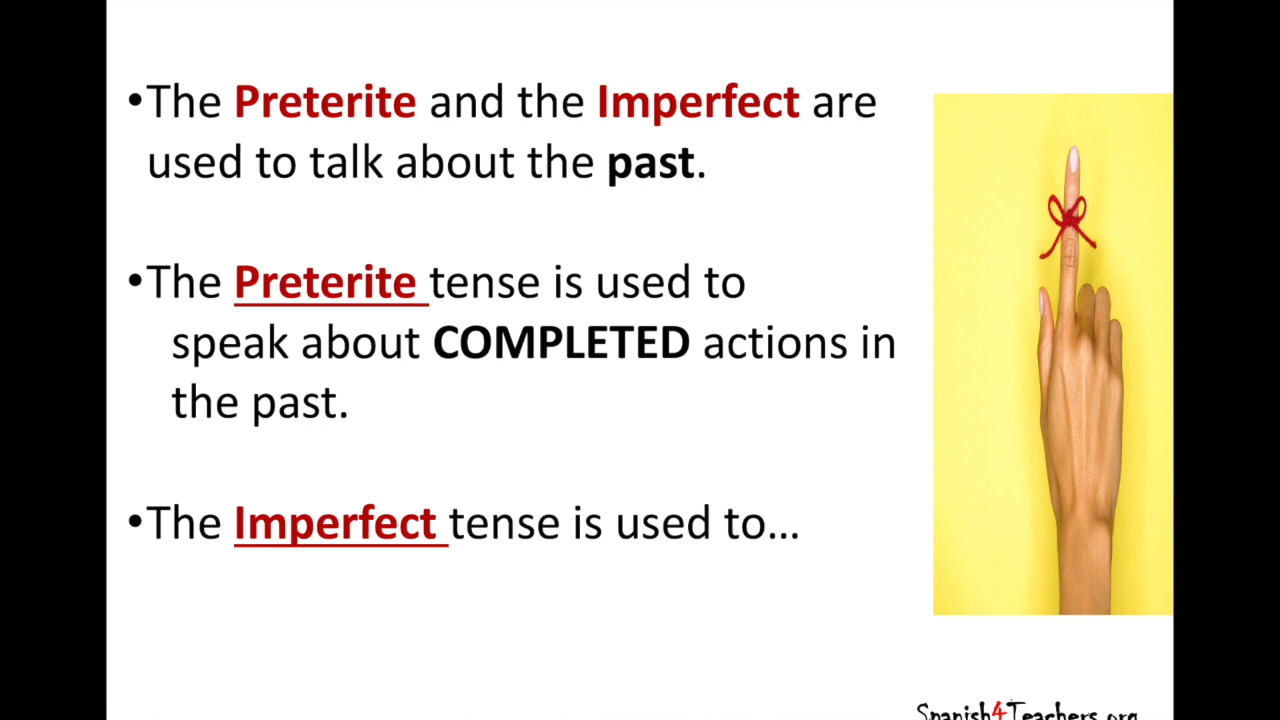 •The Preterite and the Imperfect are
used to talk about the past.
•The Preterite tense is used to
speak about COMPLETED actions in
the past.
•The Imperfect tense is used to...
Spanish4Teachers.org